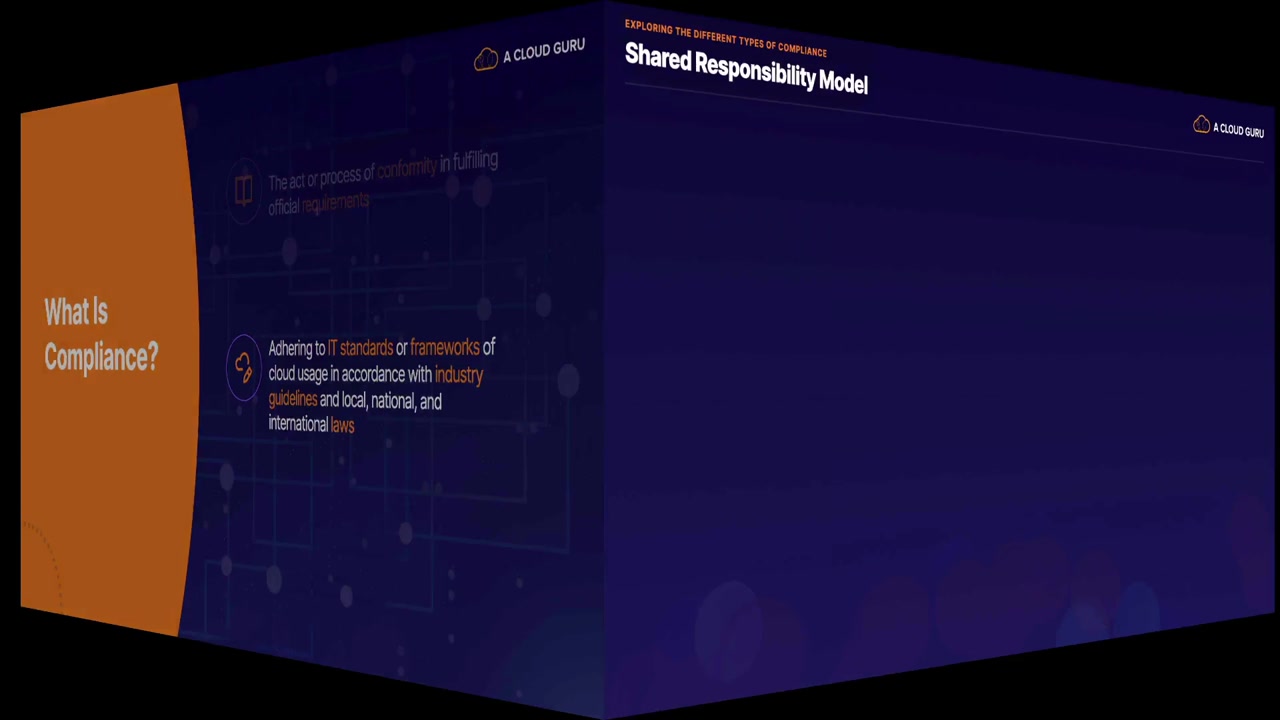 What Is
Compliance?
A CLOUD GURU
The act or process of conformity in fulfilling
official requirements
Adhering to IT standards or frameworks of
cloud usage in accordance with industry
guidelines and local, national, and
international laws
EXPLORING THE DIFFERENT TYPES OF COMPLIANCE
Shared Responsibility Model
A CLOUD GURU